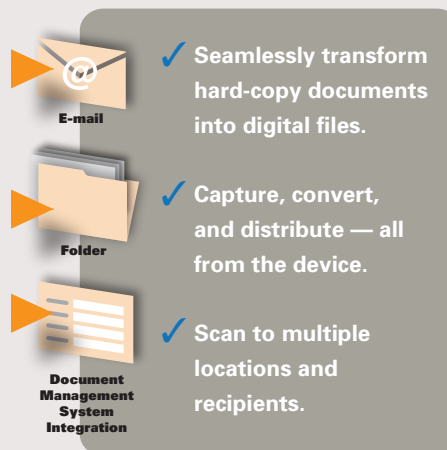 @
E-mail
✓ Seamlessly transform
hard-copy documents
into digital files.
Folder
✓ Capture, convert,
and distribute — all
from the device.
Document
Management
System
Integration
✓ Scan to multiple
locations and
recipients.